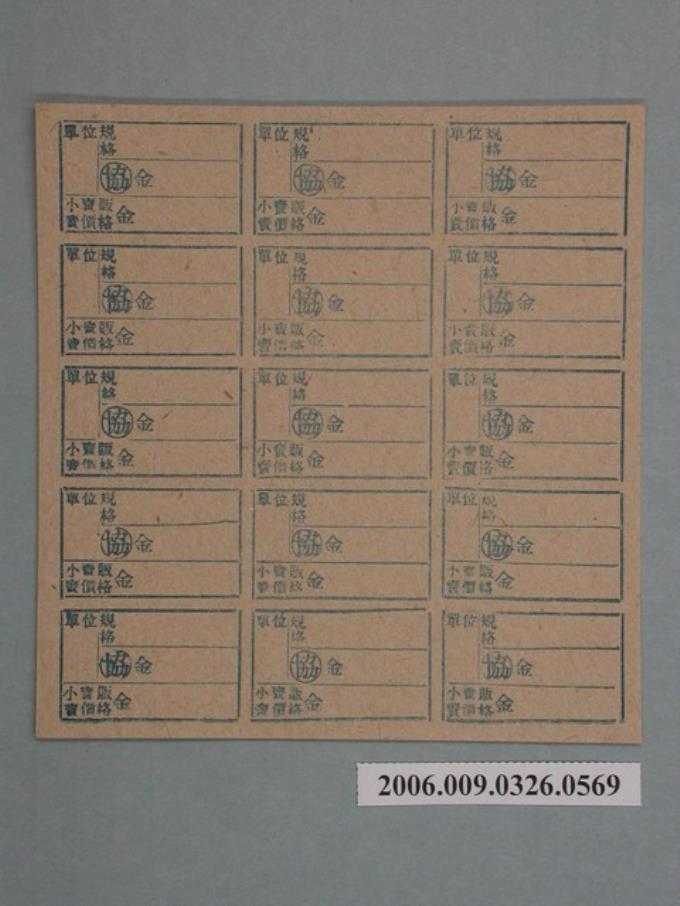 單位規
格
協金
小賣販
賣價格金
單位規
格
協金
小賣販
賣價格金
單位規
格
協金
小賣販
賣價格金
單位規
格
協金
小賣販
賣價格金
單位規
格
協金
小賣販
賣價格金
單位規
格
協金
小賣販
賣價格金
單位規
格
協金
小賣販
賣價格金
單位規
格
協金
小賣販
賣價格金
單位規
格
協金
小賣販
賣價格金
單位規
格
協金
小賣販
賣價格金
單位規
格
協金
小賣販
賣價格金
單位規
格
協金
小賣販
賣價格金
單位規
格
協金
小賣販
賣價格金
單位規
格
協金
小賣販
賣價格金
單位規
格
協金
小賣販
賣價格金
2006.009.0326.0569